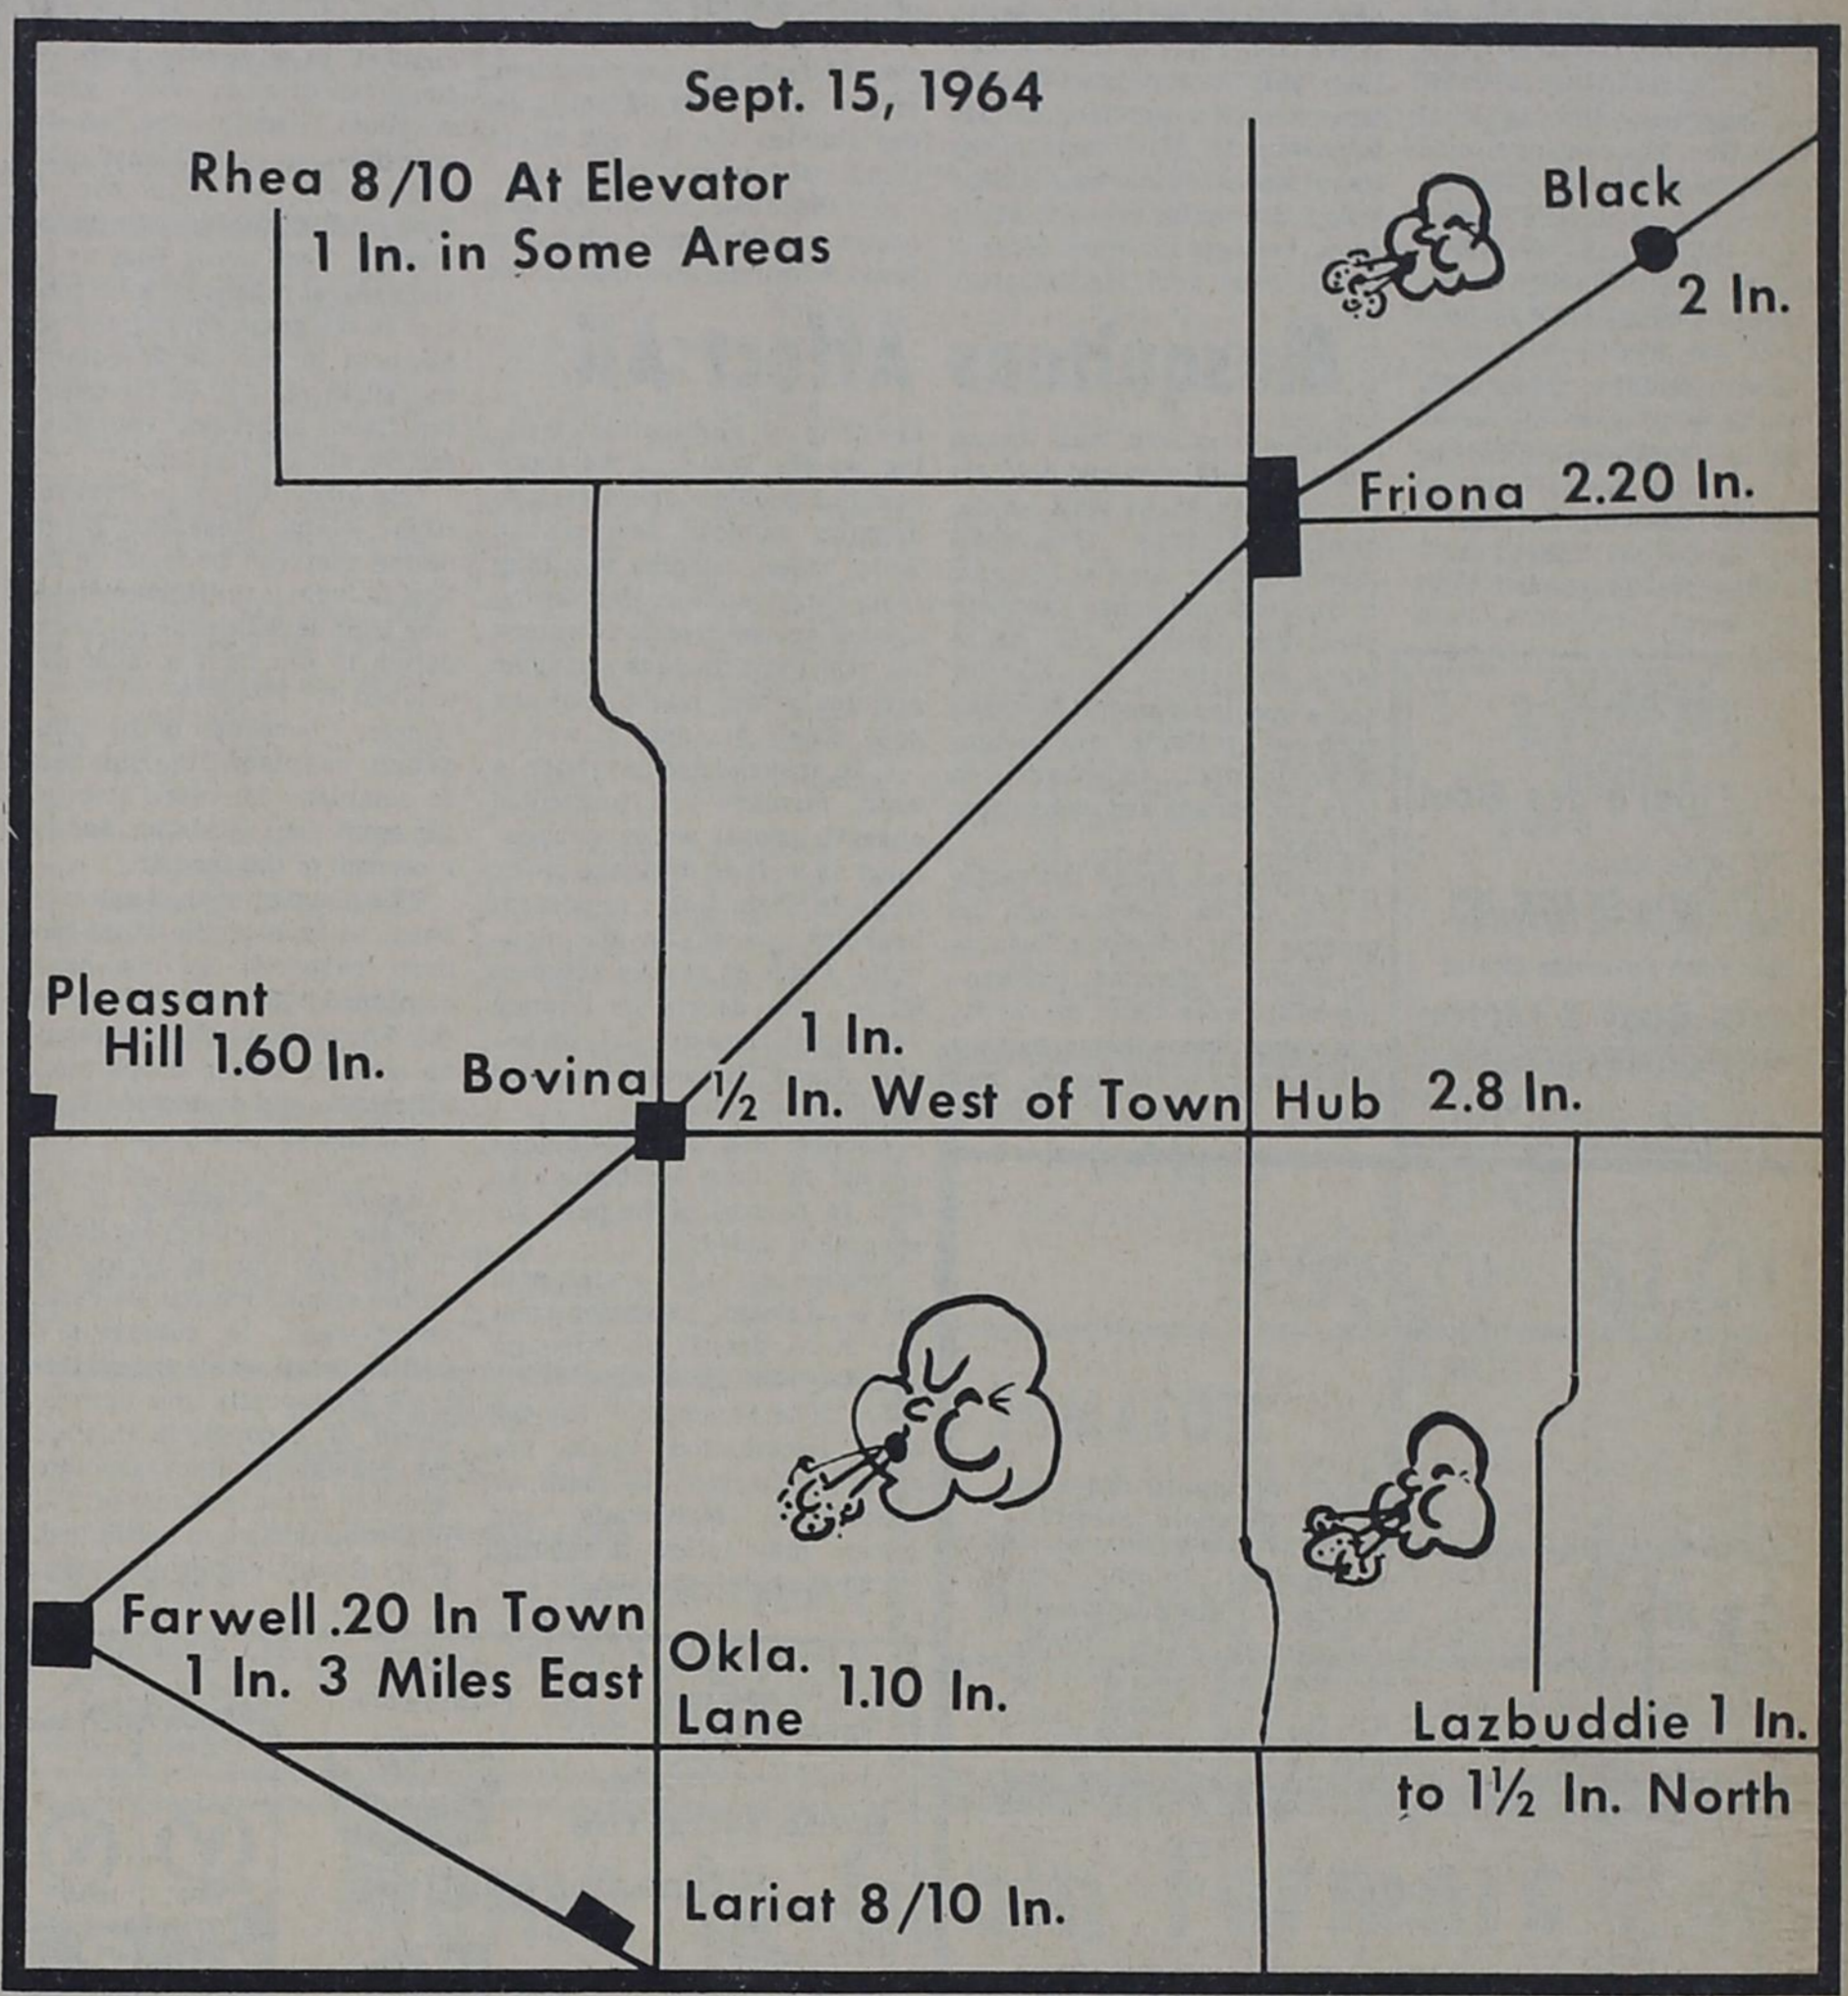 Sept. 15, 1964
Rhea 8/10 At Elevator
1 In. in Some Areas
Black
2 In.
Friona 2.20 In.
Pleasant
Hill 1.60 In.
Bovina
1 In.
½ In. West of Town
Hub 2.8 In.
Farwell .20 In Town
1 In. 3 Miles East
Okla.
Lane
1.10 In.
Lazbuddie 1 In.
to 1½ In. North
Lariat 8/10 In.